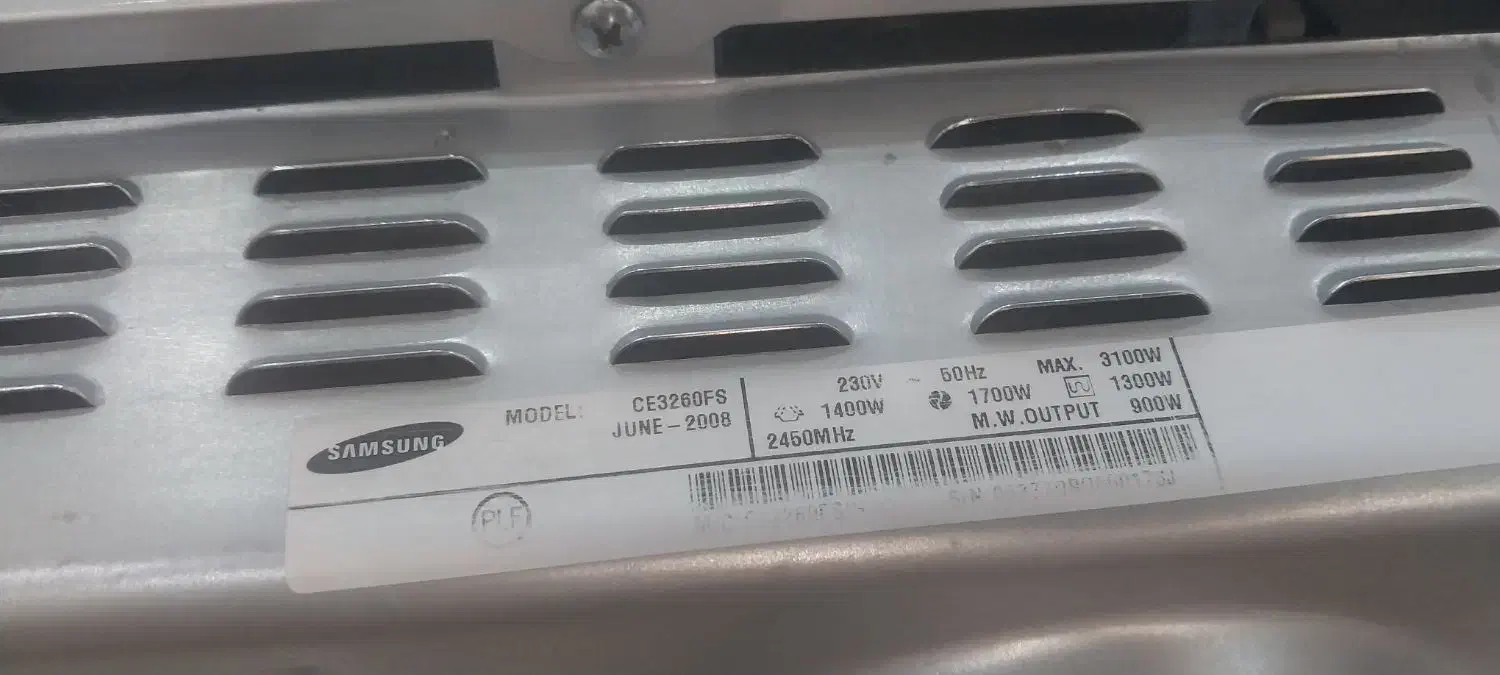 SAMSUNG
MODEL: CE3260FS
JUNE-2008
230V ~ 50Hz MAX. 3100W
1400W 1700W 1300W
2450MHz M.W.OUTPUT 900W
PLF
S/N